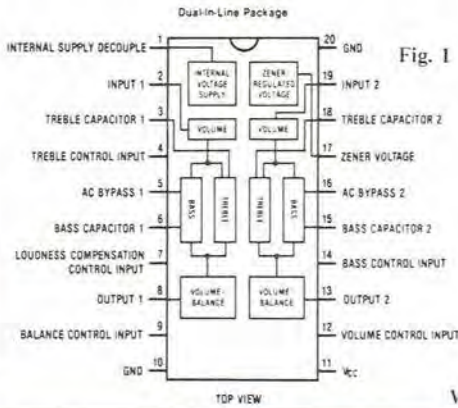 Dual-In-Line Package
Fig. 1
INTERNAL SUPPLY DECOUPLE 1
INPUT 1 2
TREBLE CAPACITOR 1 3
TREBLE CONTROL INPUT 4
AC BYPASS 1 5
BASS CAPACITOR 1 6
LOUDNESS COMPENSATION
CONTROL INPUT 7
OUTPUT 1 8
BALANCE CONTROL INPUT 9
GND 10
INTERNAL
VOLTAGE
SUPPLY
ZENER
REGULATED
VOLTAGE
VOLUME
VOLUME
BASS
TREBLE
TREBLE
BASS
VOLUME-
BALANCE
VOLUME-
BALANCE
20 GND
19 INPUT 2
18 TREBLE CAPACITOR 2
17 ZENER VOLTAGE
16 AC BYPASS 2
15 BASS CAPACITOR 2
14 BASS CONTROL INPUT
13 OUTPUT 2
12 VOLUME CONTROL INPUT
11 VCC
TOP VIEW